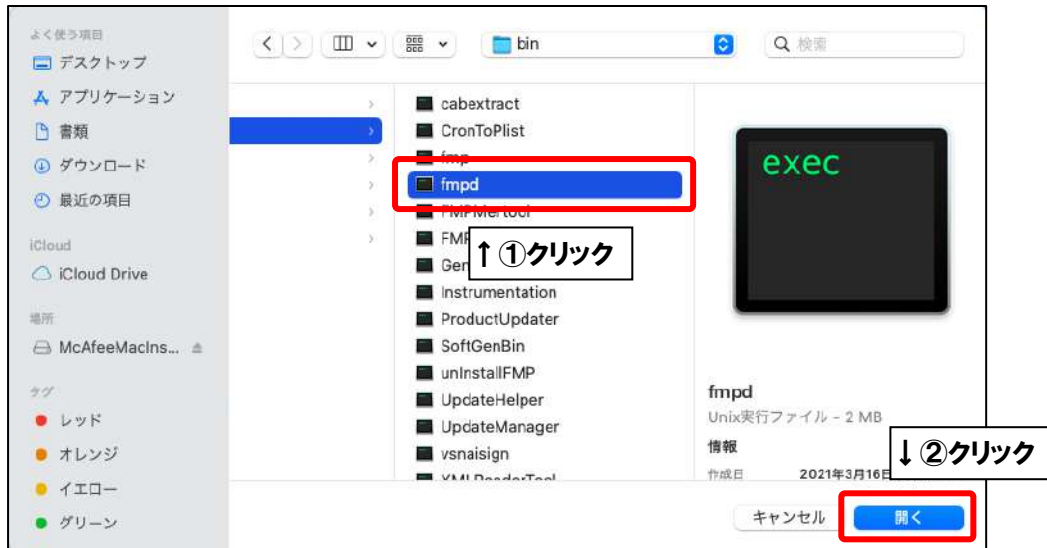 よく使う項目
デスクトップ
アプリケーション
書類
ダウンロード
最近の項目
iCloud
iCloud Drive
場所
McAfeeMacIns...
タグ
レッド
オレンジ
イエロー
グリーン
bin
検索
cabextract
CronToPlist
fmp
fmpd
FMPMertool
FMP
↑①クリック
Gen
Instrumentation
ProductUpdater
SoftGenBin
unInstallFMP
UpdateHelper
UpdateManager
vsnaisign
XMLReaderTool
exec
fmpd
Unix実行ファイル - 2 MB
情報
作成日 2021年3月16日
↓②クリック
キャンセル
開く